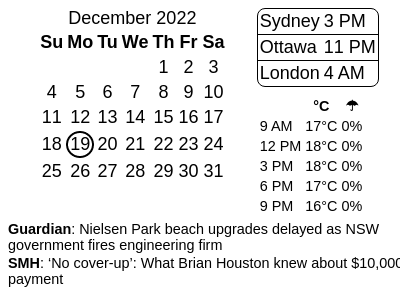 December 2022
Su Mo Tu We Th Fr Sa
1 2 3
4 5 6 7 8 9 10
11 12 13 14 15 16 17
18 19 20 21 22 23 24
25 26 27 28 29 30 31
Sydney 3 PM
Ottawa 11 PM
London 4 AM
°C ☂
9 AM 17°C 0%
12 PM 18°C 0%
3 PM 18°C 0%
6 PM 17°C 0%
9 PM 16°C 0%
Guardian: Nielsen Park beach upgrades delayed as NSW
government fires engineering firm
SMH: ‘No cover-up’: What Brian Houston knew about $10,000
payment